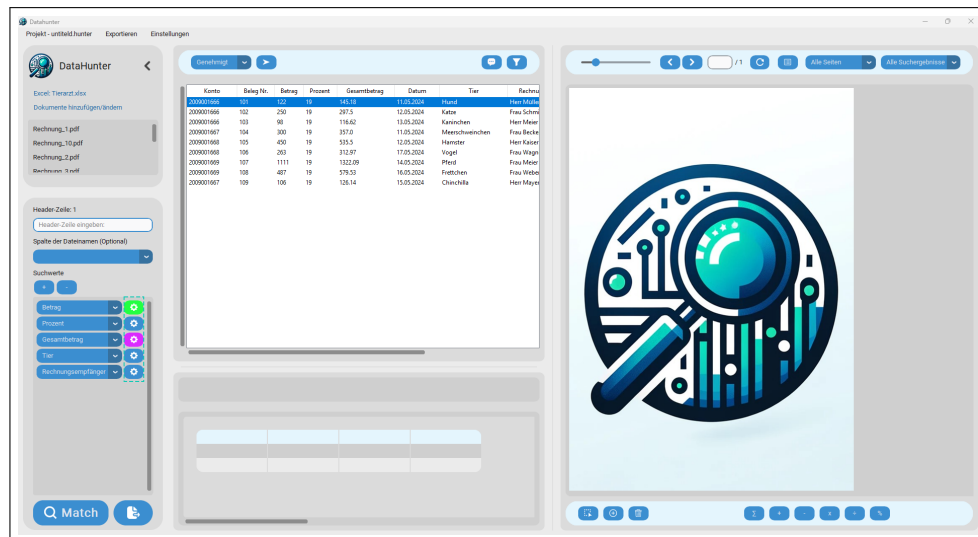 Datahunter
Projekt - untiteld.hunter Exportieren Einstellungen
DataHunter
Excel: Tierarzt.xlsx
Dokumente hinzufügen/ändern
Rechnung_1.pdf
Rechnung_10.pdf
Rechnung_2.pdf
Rechnung_3.pdf
Header-Zeile: 1
Header-Zeile eingeben:
Spalte der Dateinamen (Optional)
Suchwerte
+ -
Betrag
Prozent
Gesamtbetrag
Tier
Rechnungsempfänger
Match
Genehmigt
Konto Beleg Nr. Betrag Prozent Gesamtbetrag Datum Tier Rechnu
2009001666 101 122 19 145.18 11.05.2024 Hund Herr Mölle
2009001666 102 250 19 297.5 12.05.2024 Katze Frau Schmi
2009001666 103 98 19 116.62 13.05.2024 Kaninchen Herr Meier
2009001667 104 300 19 357.0 11.05.2024 Meerschweinchen Frau Becke
2009001668 105 450 19 535.5 12.05.2024 Hamster Herr Kaiser
2009001668 106 263 19 312.97 17.05.2024 Vogel Frau Wagn
2009001669 107 1111 19 1322.09 14.05.2024 Pferd Frau Meier
2009001669 108 487 19 579.53 16.05.2024 Frettchen Frau Weber
2009001667 109 106 19 126.14 15.05.2024 Chinchilla Herr Mayer
/1 Alle Seiten Alle Suchergebnisse
+ - x ÷ %